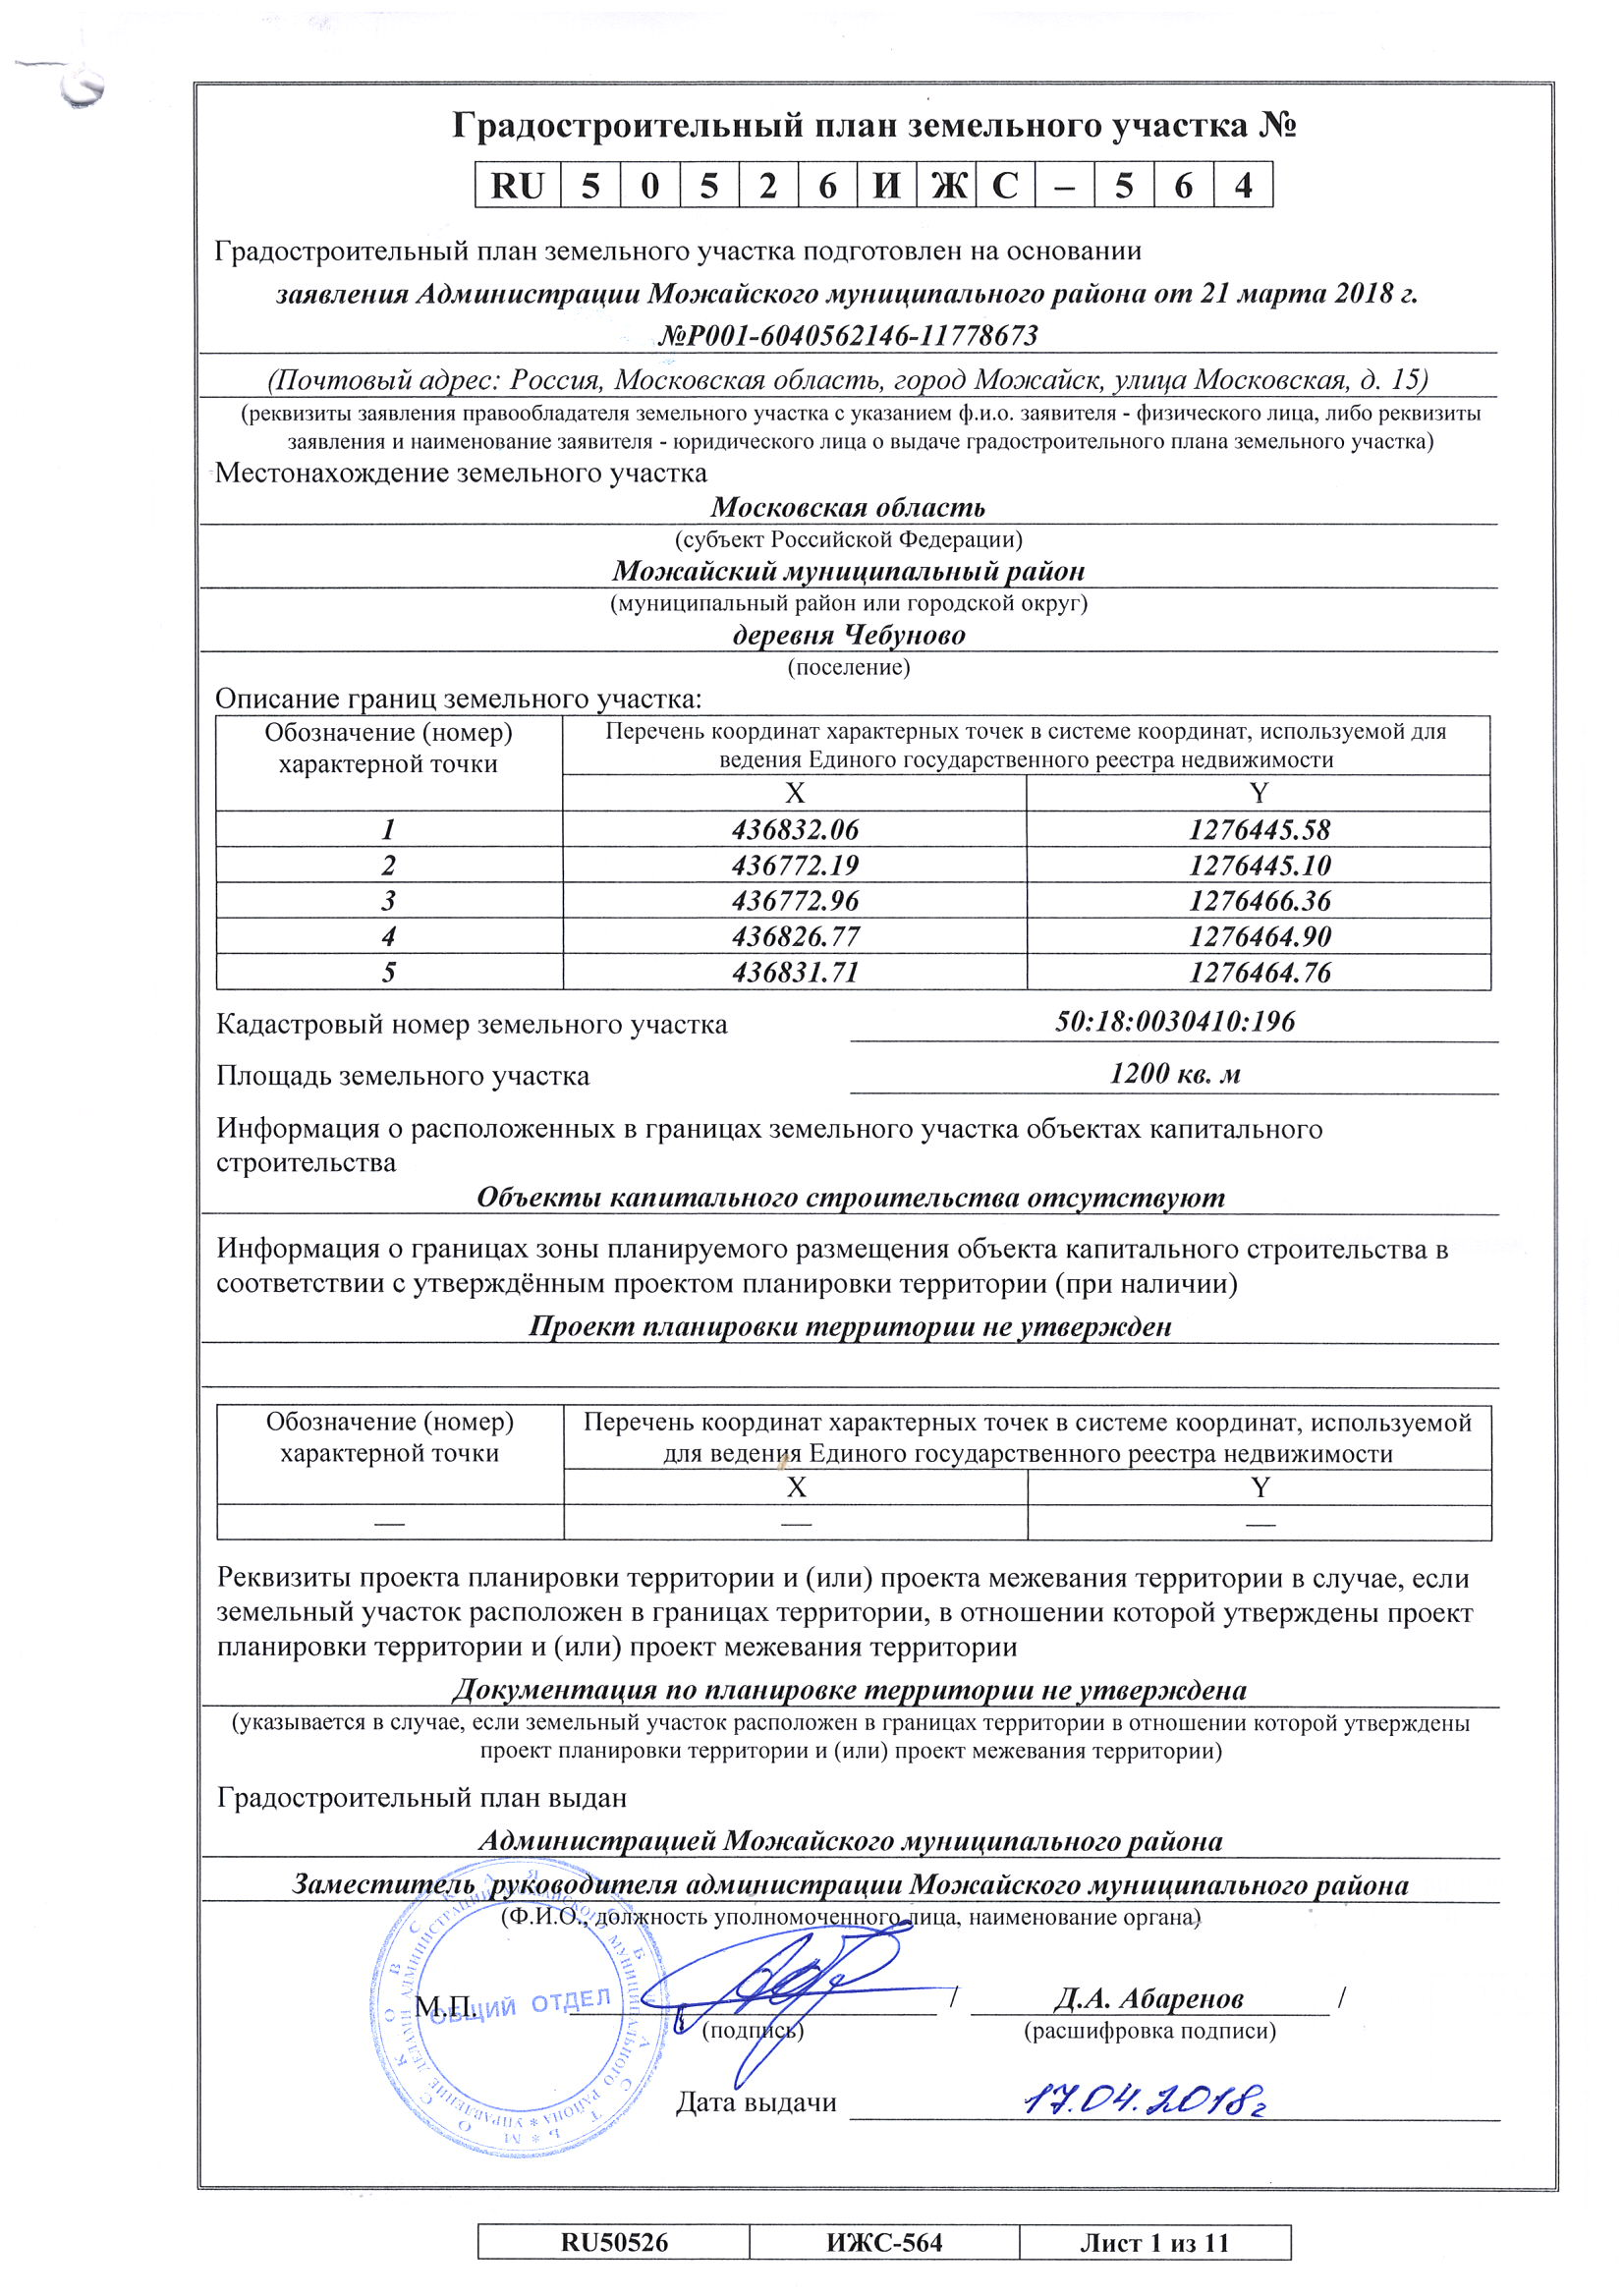 Градостроительный план земельного участка №
RU 5 0 5 2 6 И Ж С – 5 6 4
Градостроительный план земельного участка подготовлен на основании
заявления Администрации Можайского муниципального района от 21 марта 2018 г.
№Р001-6040562146-11778673
(Почтовый адрес: Россия, Московская область, город Можайск, улица Московская, д. 15)
(реквизиты заявления правообладателя земельного участка с указанием ф.и.о. заявителя - физического лица, либо реквизиты
заявления и наименование заявителя - юридического лица о выдаче градостроительного плана земельного участка)
Местонахождение земельного участка
Московская область
(субъект Российской Федерации)
Можайский муниципальный район
(муниципальный район или городской округ)
деревня Чебуново
(поселение)
Описание границ земельного участка:
Обозначение (номер)
характерной точки
Перечень координат характерных точек в системе координат, используемой для
ведения Единого государственного реестра недвижимости
X Y
1 436832.06 1276445.58
2 436772.19 1276445.10
3 436772.96 1276466.36
4 436826.77 1276464.90
5 436831.71 1276464.76
Кадастровый номер земельного участка 50:18:0030410:196
Площадь земельного участка 1200 кв. м
Информация о расположенных в границах земельного участка объектах капитального
строительства
Объекты капитального строительства отсутствуют
Информация о границах зоны планируемого размещения объекта капитального строительства в
соответствии с утверждённым проектом планировки территории (при наличии)
Проект планировки территории не утвержден
Обозначение (номер)
характерной точки
Перечень координат характерных точек в системе координат, используемой
для ведения Единого государственного реестра недвижимости
X Y
— — —
Реквизиты проекта планировки территории и (или) проекта межевания территории в случае, если
земельный участок расположен в границах территории, в отношении которой утверждены проект
планировки территории и (или) проект межевания территории
Документация по планировке территории не утверждена
(указывается в случае, если земельный участок расположен в границах территории в отношении которой утверждены
проект планировки территории и (или) проект межевания территории)
Градостроительный план выдан
Администрацией Можайского муниципального района
Заместитель руководителя администрации Можайского муниципального района
(Ф.И.О., должность уполномоченного лица, наименование органа)
М.П. / Д.А. Абаренов /
(подпись) (расшифровка подписи)
МОСКОВСКАЯ ОБЛАСТЬ
УПРАВЛЕНИЕ ДЕЛАМИ АДМИНИСТРАЦИИ МОЖАЙСКОГО МУНИЦИПАЛЬНОГО РАЙОНА
ОБЩИЙ ОТДЕЛ
Дата выдачи 17.04.2018г
RU50526 ИЖС-564 Лист 1 из 11